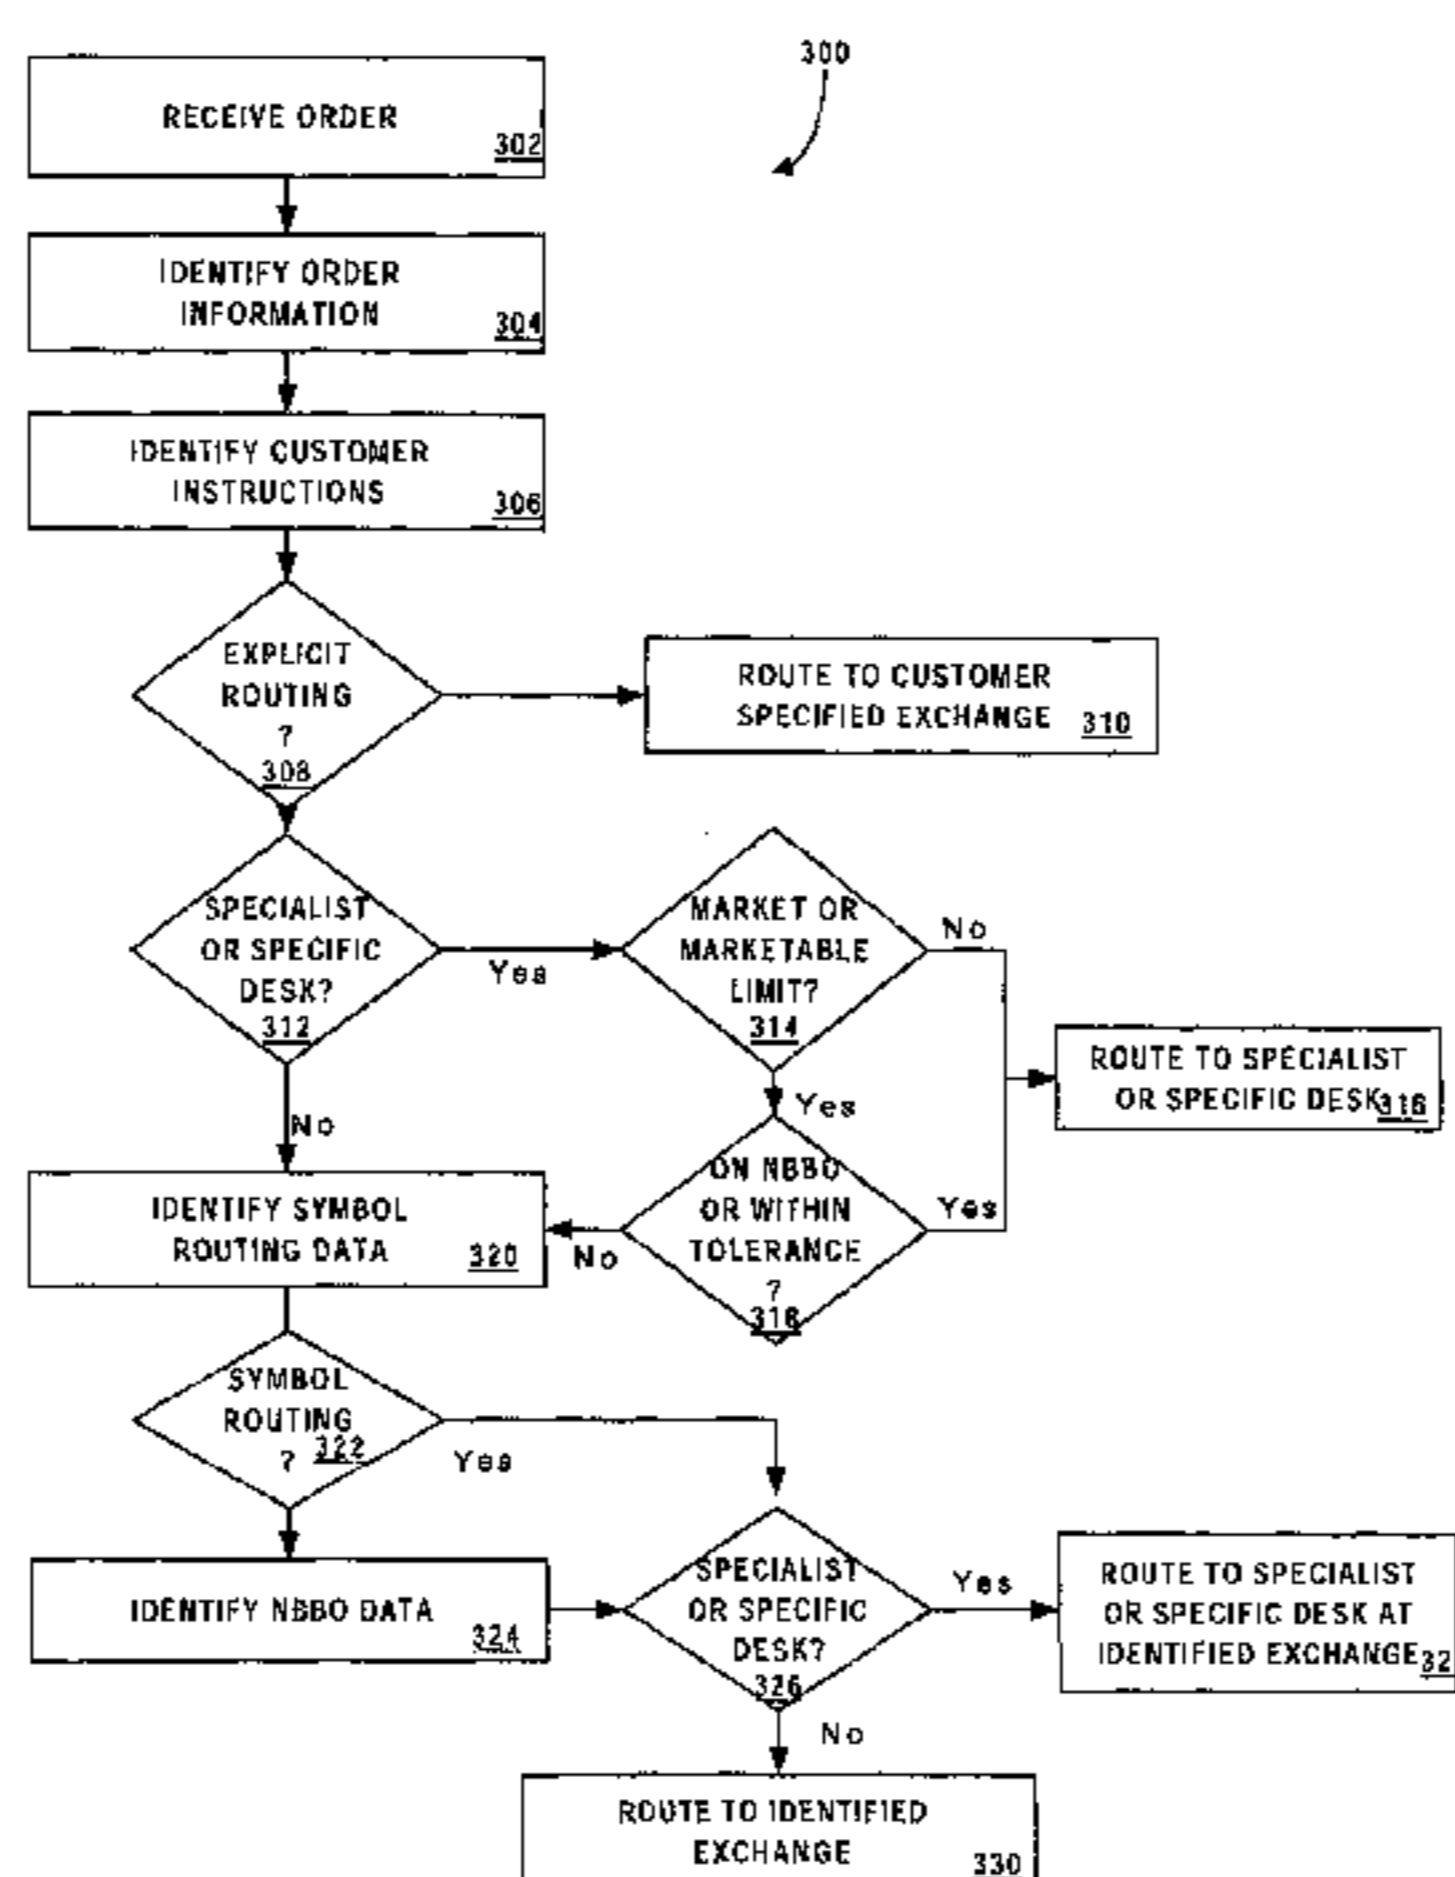 300
RECEIVE ORDER
302
IDENTIFY ORDER
INFORMATION
304
IDENTIFY CUSTOMER
INSTRUCTIONS
306
EXPLICIT
ROUTING
?
308
ROUTE TO CUSTOMER
SPECIFIED EXCHANGE
310
SPECIALIST
OR SPECIFIC
DESK?
312
Yes
No
MARKET OR
MARKETABLE
LIMIT?
314
No
Yes
ROUTE TO SPECIALIST
OR SPECIFIC DESK
316
ON NBBO
OR WITHIN
TOLERANCE
?
Yes
No
IDENTIFY SYMBOL
ROUTING DATA
320
SYMBOL
ROUTING
?
322
Yes
IDENTIFY NBBO DATA
324
SPECIALIST
OR SPECIFIC
DESK?
326
Yes
No
ROUTE TO SPECIALIST
OR SPECIFIC DESK AT
IDENTIFIED EXCHANGE
32
ROUTE TO IDENTIFIED
EXCHANGE
330